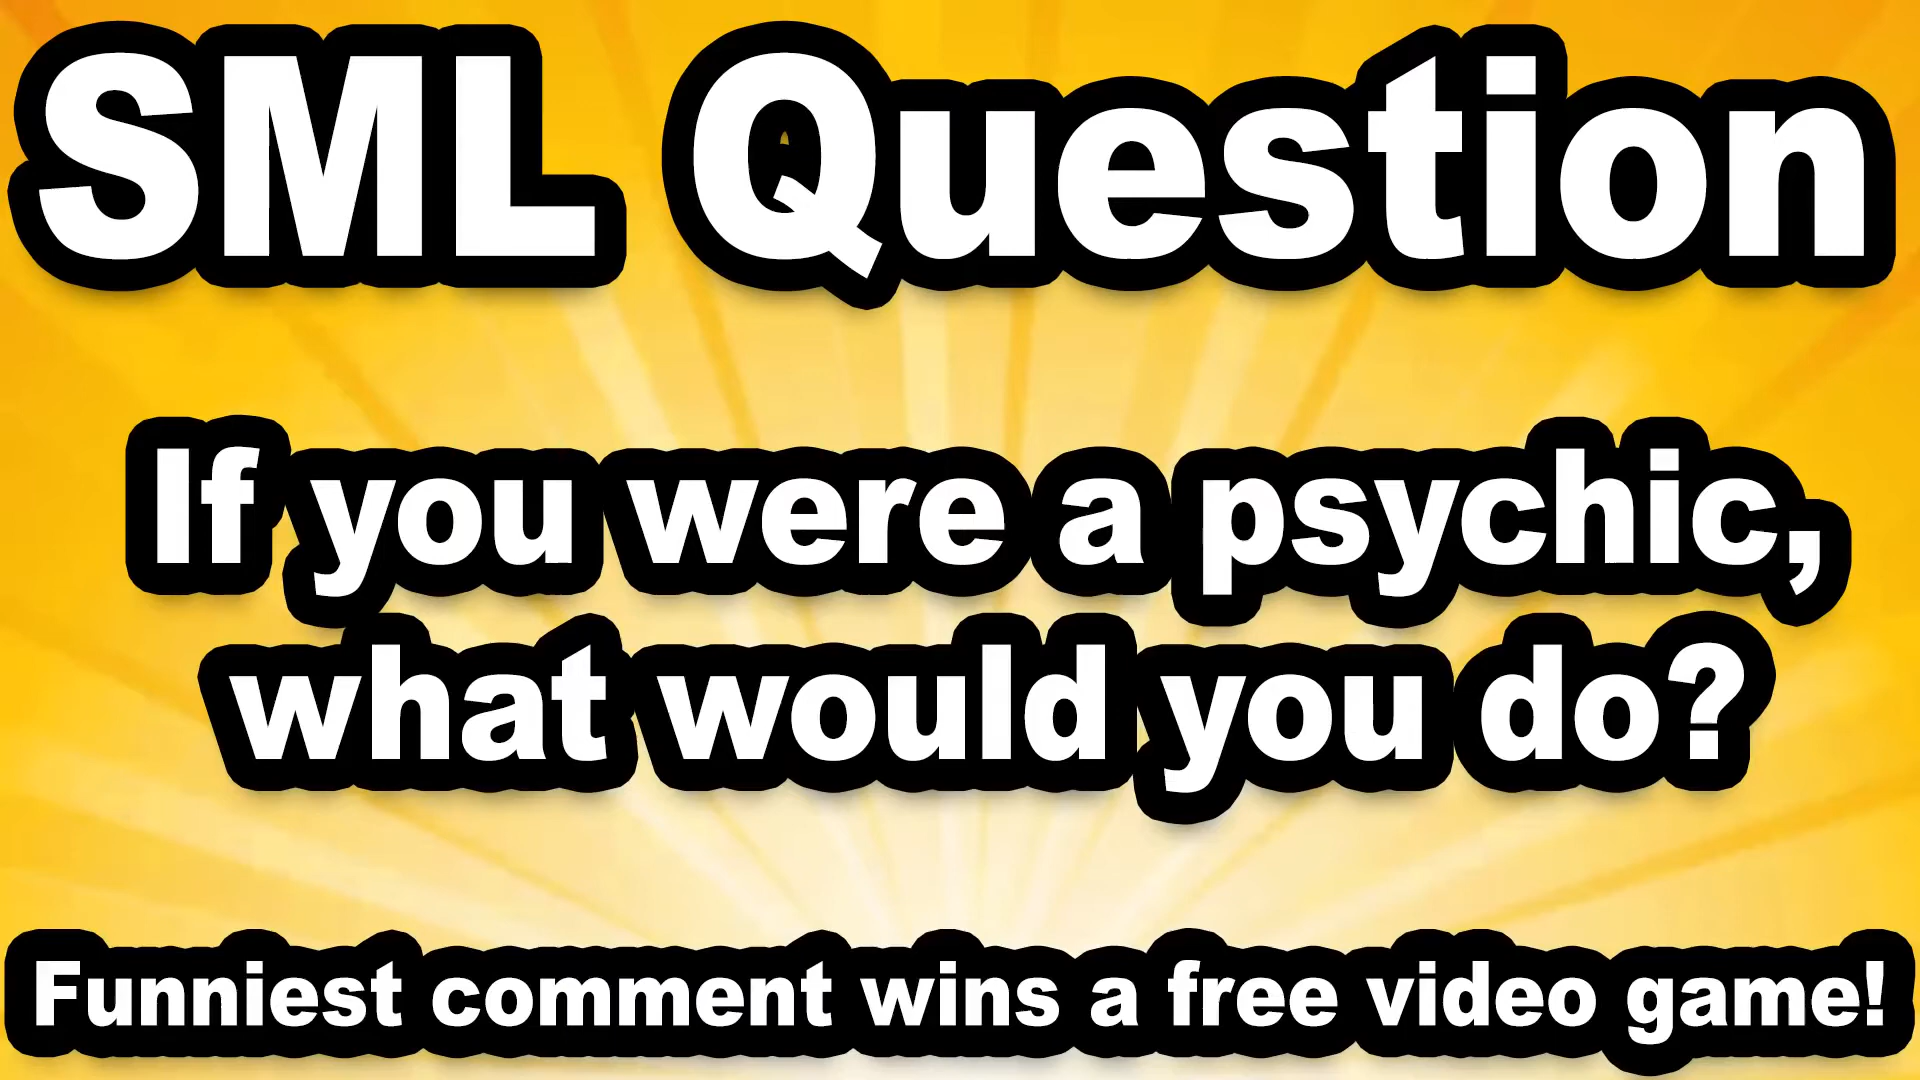 SML Question
If you were a psychic,
what would you do?
Funniest comment wins a free video game!